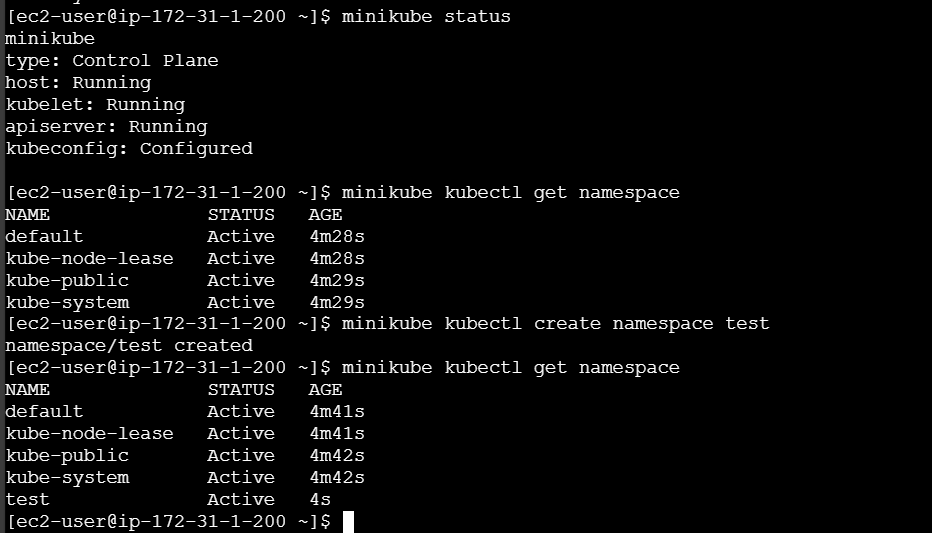 [ec2-user@ip-172-31-1-200 ~]$ minikube status
minikube
type: Control Plane
host: Running
kubelet: Running
apiserver: Running
kubeconfig: Configured
[ec2-user@ip-172-31-1-200 ~]$ minikube kubectl get namespace
NAME STATUS AGE
default Active 4m28s
kube-node-lease Active 4m28s
kube-public Active 4m29s
kube-system Active 4m29s
[ec2-user@ip-172-31-1-200 ~]$ minikube kubectl create namespace test
namespace/test created
[ec2-user@ip-172-31-1-200 ~]$ minikube kubectl get namespace
NAME STATUS AGE
default Active 4m41s
kube-node-lease Active 4m41s
kube-public Active 4m42s
kube-system Active 4m42s
test Active 4s
[ec2-user@ip-172-31-1-200 ~]$